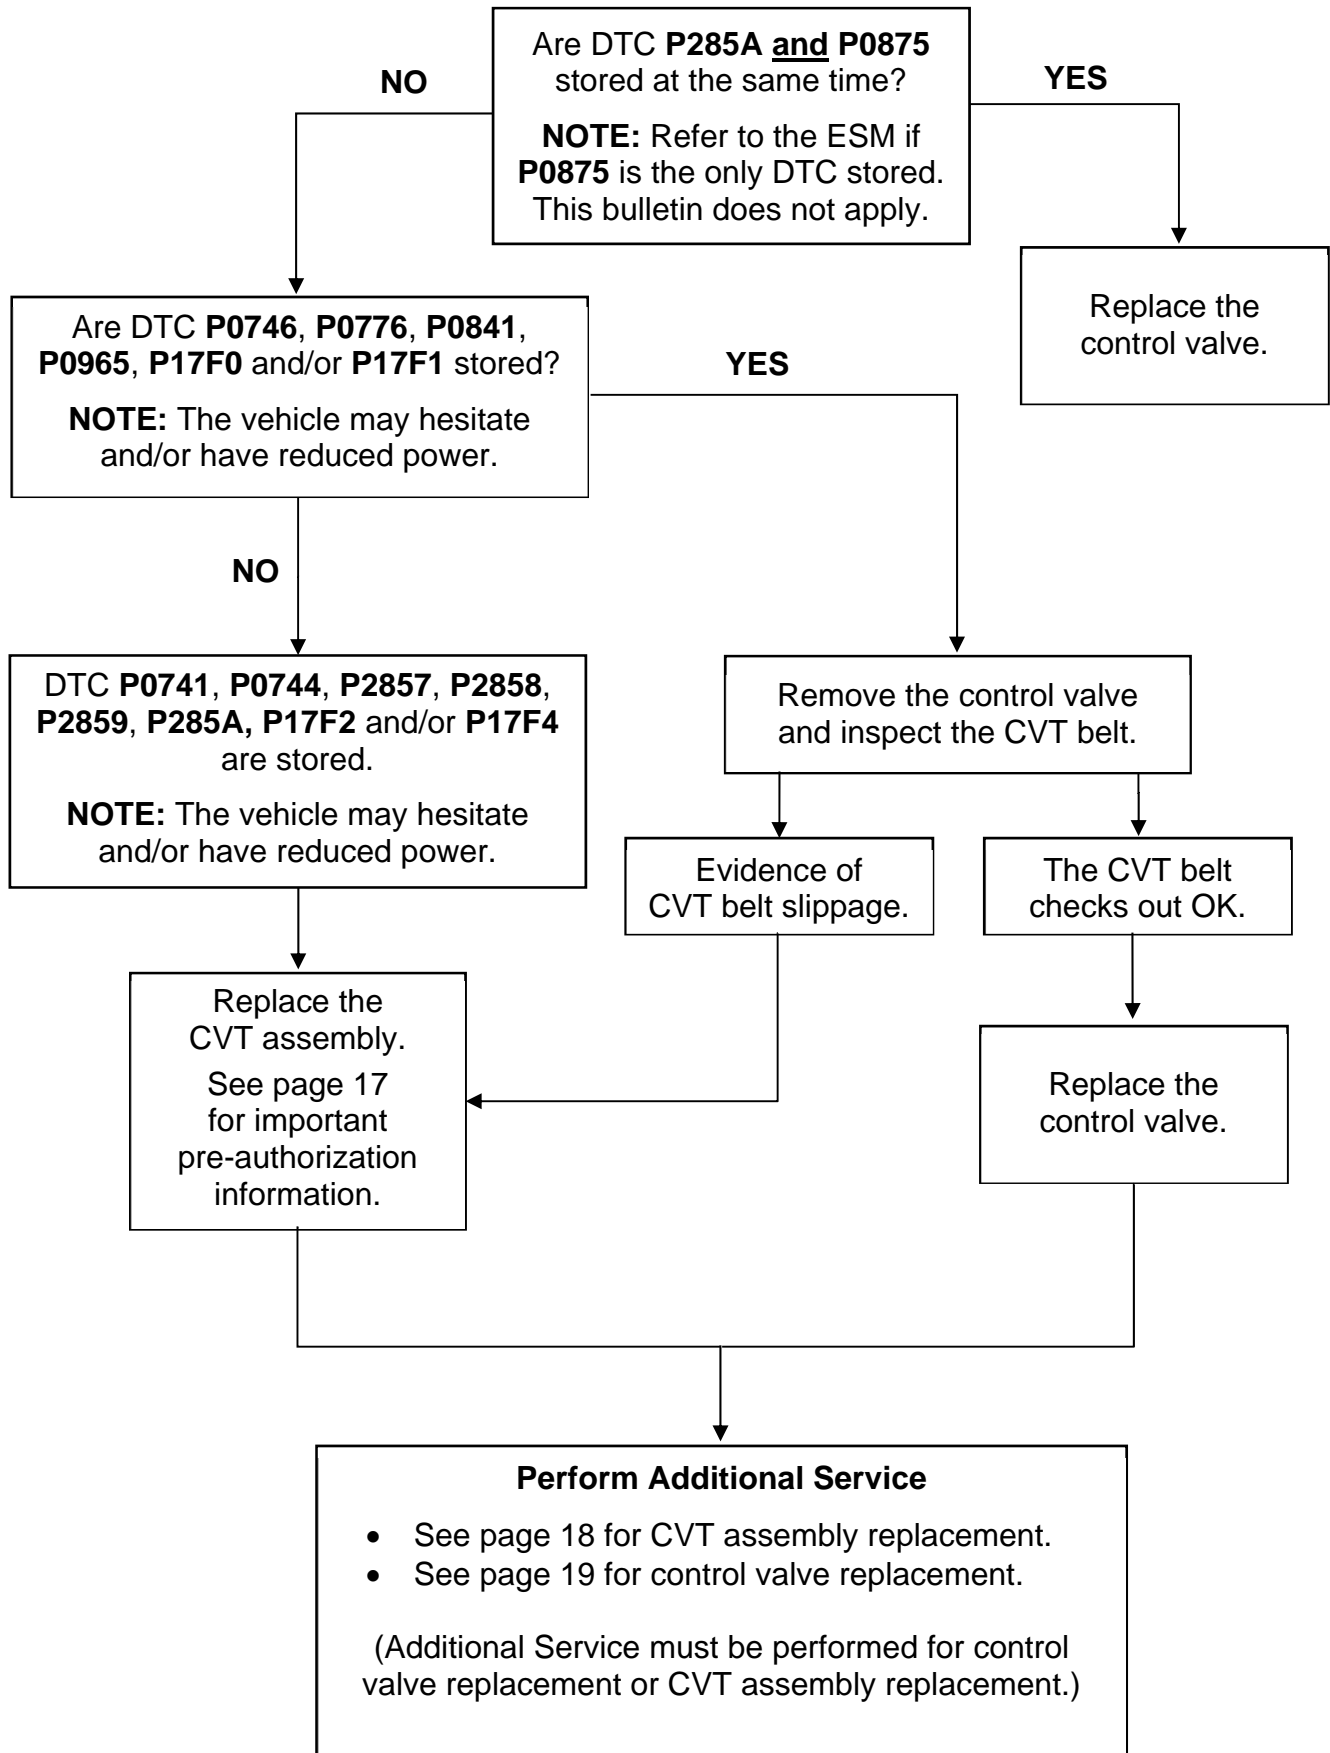 Are DTC P285A and P0875
stored at the same time?
NOTE: Refer to the ESM if
P0875 is the only DTC stored.
This bulletin does not apply.
NO
YES
Replace the
control valve.
Are DTC P0746, P0776, P0841,
P0965, P17F0 and/or P17F1 stored?
NOTE: The vehicle may hesitate
and/or have reduced power.
YES
NO
DTC P0741, P0744, P2857, P2858,
P2859, P285A, P17F2 and/or P17F4
are stored.
NOTE: The vehicle may hesitate
and/or have reduced power.
Remove the control valve
and inspect the CVT belt.
Evidence of
CVT belt slippage.
The CVT belt
checks out OK.
Replace the
CVT assembly.
See page 17
for important
pre-authorization
information.
Replace the
control valve.
Perform Additional Service
• See page 18 for CVT assembly replacement.
• See page 19 for control valve replacement.
(Additional Service must be performed for control
valve replacement or CVT assembly replacement.)